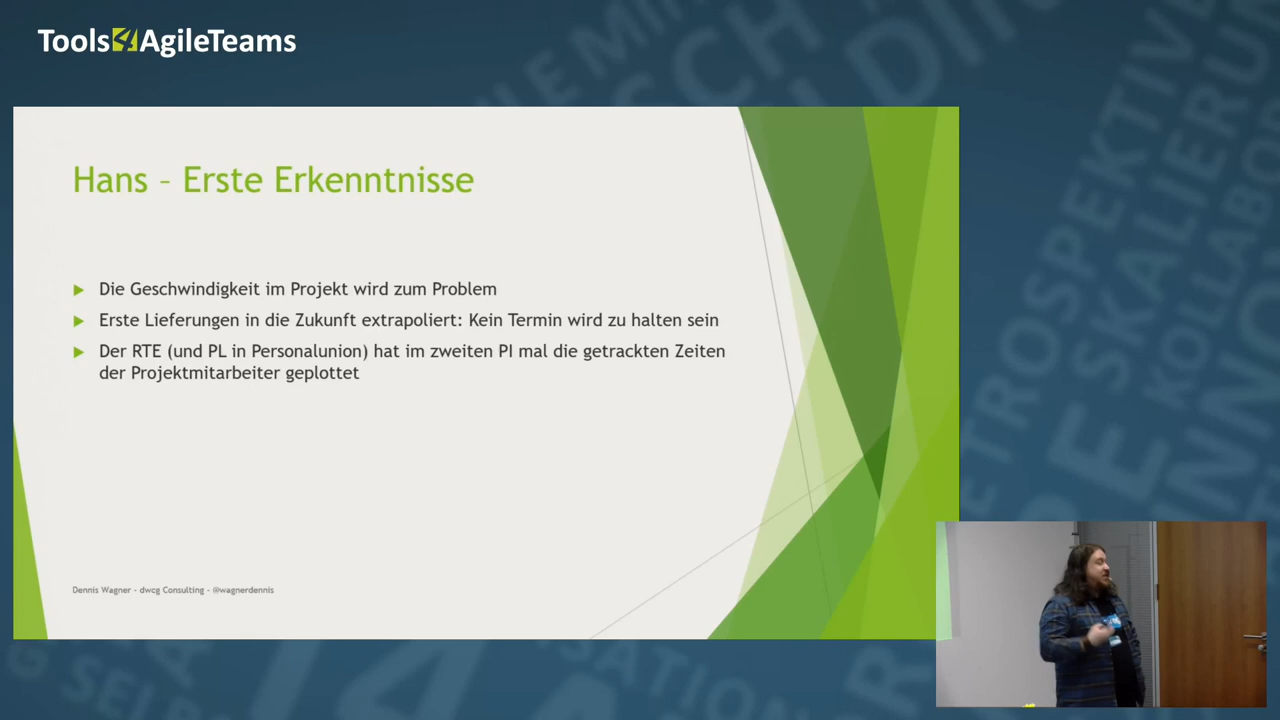 Tools4AgileTeams
Hans – Erste Erkenntnisse
Die Geschwindigkeit im Projekt wird zum Problem
Erste Lieferungen in die Zukunft extrapoliert: Kein Termin wird zu halten sein
Der RTE (und PL in Personalunion) hat im zweiten PI mal die getrackten Zeiten
der Projektmitarbeiter geplottet
Dennis Wagner - dwcg Consulting - @wagnerdennis